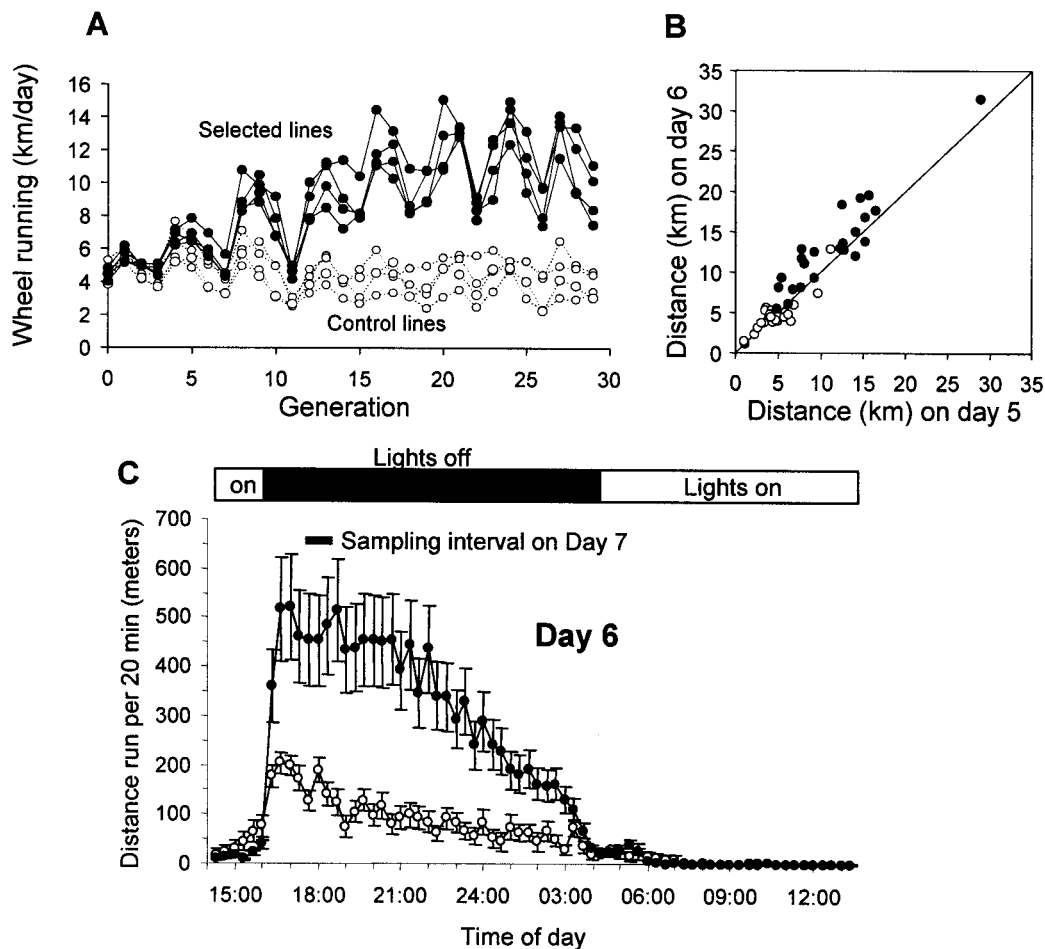 A
Wheel running (km/day)
16
14
12
10
8
6
4
2
0
Selected lines
Control lines
0 5 10 15 20 25 30
Generation
B
Distance (km) on day 6
35
30
25
20
15
10
5
0
0 5 10 15 20 25 30 35
Distance (km) on day 5
C
Lights off
on
Lights on
Distance run per 20 min (meters)
700
600
500
400
300
200
100
0
Sampling interval on Day 7
Day 6
15:00 18:00 21:00 24:00 03:00 06:00 09:00 12:00
Time of day